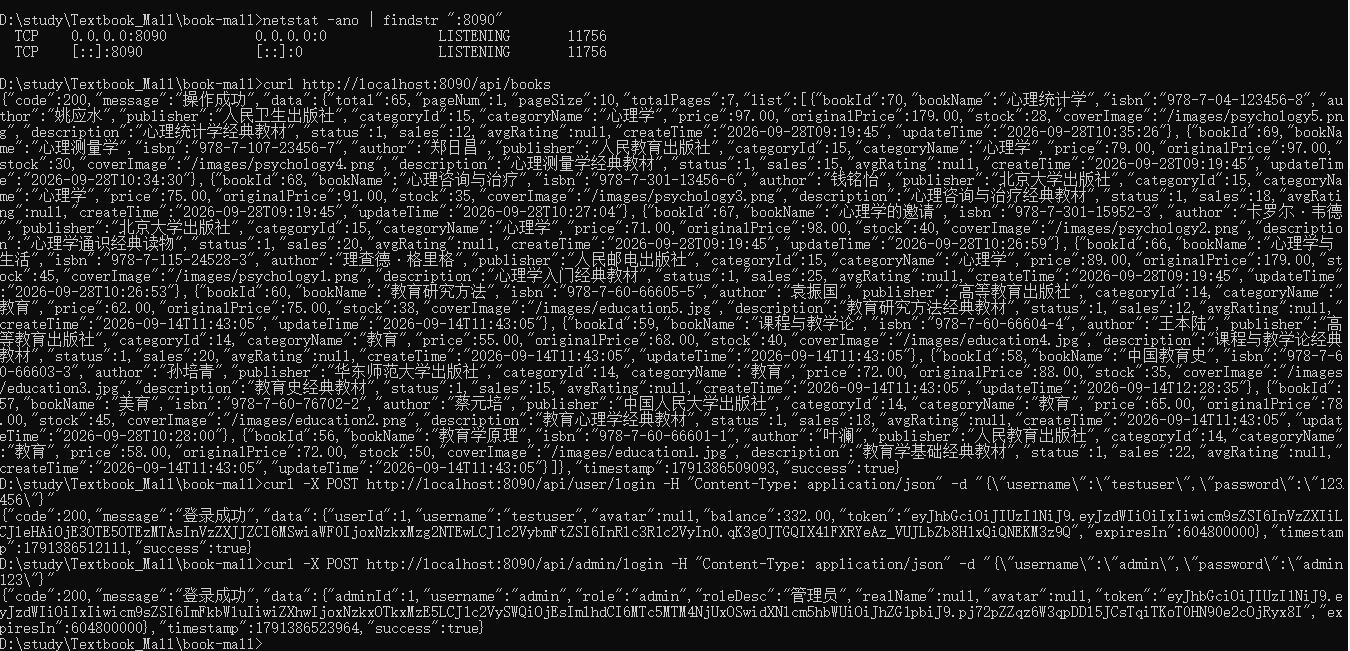 D:\study\Textbook_Mall\book-mall>netstat -ano | findstr ":8090"
  TCP    0.0.0.0:8090           0.0.0.0:0              LISTENING       11756
  TCP    [::]:8090              [::]:0                 LISTENING       11756
D:\study\Textbook_Mall\book-mall>curl http://localhost:8090/api/books
{"code":200,"message":"操作成功","data":{"total":65,"pageNum":1,"pageSize":10,"totalPages":7,"list":[{"bookId":70,"bookName":"心理统计学","isbn":"978-7-04-123456-8","au
thor":"姚应水","publisher":"人民卫生出版社","categoryId":15,"categoryName":"心理学","price":97.00,"originalPrice":179.00,"stock":28,"coverImage":"/images/psychology5.pn
g","description":"心理统计学经典教材","status":1,"sales":12,"avgRating":null,"createTime":"2026-09-28T09:19:45","updateTime":"2026-09-28T10:35:26"},{"bookId":69,"bookNa
me":"心理测量学","isbn":"978-7-107-23456-7","author":"郑日昌","publisher":"人民教育出版社","categoryId":15,"categoryName":"心理学","price":79.00,"originalPrice":97.00,"
stock":30,"coverImage":"/images/psychology4.png","description":"心理测量学经典教材","status":1,"sales":15,"avgRating":null,"createTime":"2026-09-28T09:19:45","updateTim
e":"2026-09-28T10:34:30"},{"bookId":68,"bookName":"心理咨询与治疗","isbn":"978-7-301-13456-6","author":"钱铭怡","publisher":"北京大学出版社","categoryId":15,"categoryNa
me":"心理学","price":75.00,"originalPrice":91.00,"stock":35,"coverImage":"/images/psychology3.png","description":"心理咨询与治疗经典教材","status":1,"sales":18,"avgRati
ng":null,"createTime":"2026-09-28T09:19:45","updateTime":"2026-09-28T10:27:04"},{"bookId":67,"bookName":"心理学的邀请","isbn":"978-7-301-15952-3","author":"卡罗尔·韦德
","publisher":"北京大学出版社","categoryId":15,"categoryName":"心理学","price":71.00,"originalPrice":98.00,"stock":40,"coverImage":"/images/psychology2.png","descriptio
n":"心理学通识经典读物","status":1,"sales":20,"avgRating":null,"createTime":"2026-09-28T09:19:45","updateTime":"2026-09-28T10:26:59"},{"bookId":66,"bookName":"心理学与
生活","isbn":"978-7-115-24528-3","author":"理查德·格里格","publisher":"人民邮电出版社","categoryId":15,"categoryName":"心理学","price":89.00,"originalPrice":179.00,"st
ock":45,"coverImage":"/images/psychology1.png","description":"心理学入门经典教材","status":1,"sales":25,"avgRating":null,"createTime":"2026-09-28T09:19:45","updateTime"
:"2026-09-28T10:26:53"},{"bookId":60,"bookName":"教育研究方法","isbn":"978-7-60-66605-5","author":"袁振国","publisher":"高等教育出版社","categoryId":14,"categoryName":"
教育","price":62.00,"originalPrice":75.00,"stock":38,"coverImage":"/images/education5.jpg","description":"教育研究方法经典教材","status":1,"sales":12,"avgRating":null,"
createTime":"2026-09-14T11:43:05","updateTime":"2026-09-14T11:43:05"},{"bookId":59,"bookName":"课程与教学论","isbn":"978-7-60-66604-4","author":"王本陆","publisher":"高
等教育出版社","categoryId":14,"categoryName":"教育","price":55.00,"originalPrice":68.00,"stock":40,"coverImage":"/images/education4.jpg","description":"课程与教学论经典
教材","status":1,"sales":20,"avgRating":null,"createTime":"2026-09-14T11:43:05","updateTime":"2026-09-14T11:43:05"},{"bookId":58,"bookName":"中国教育史","isbn":"978-7-6
0-66603-3","author":"孙培青","publisher":"华东师范大学出版社","categoryId":14,"categoryName":"教育","price":72.00,"originalPrice":88.00,"stock":35,"coverImage":"/images
/education3.jpg","description":"教育史经典教材","status":1,"sales":15,"avgRating":null,"createTime":"2026-09-14T11:43:05","updateTime":"2026-09-14T12:28:35"},{"bookId":
57,"bookName":"美育","isbn":"978-7-60-76702-2","author":"蔡元培","publisher":"中国人民大学出版社","categoryId":14,"categoryName":"教育","price":65.00,"originalPrice":78
.00,"stock":45,"coverImage":"/images/education2.png","description":"教育心理学经典教材","status":1,"sales":18,"avgRating":null,"createTime":"2026-09-14T11:43:05","updat
eTime":"2026-09-28T10:28:00"},{"bookId":56,"bookName":"教育学原理","isbn":"978-7-60-66601-1","author":"叶澜","publisher":"人民教育出版社","categoryId":14,"categoryName"
:"教育","price":58.00,"originalPrice":72.00,"stock":50,"coverImage":"/images/education1.jpg","description":"教育学基础经典教材","status":1,"sales":22,"avgRating":null,"
createTime":"2026-09-14T11:43:05","updateTime":"2026-09-14T11:43:05"}]},"timestamp":1791386509093,"success":true}
D:\study\Textbook_Mall\book-mall>curl -X POST http://localhost:8090/api/user/login -H "Content-Type: application/json" -d "{\"username\":\"testuser\",\"password\":\"123
456\"}"
{"code":200,"message":"登录成功","data":{"userId":1,"username":"testuser","avatar":null,"balance":332.00,"token":
"expiresIn":604800000},"timestam
p":1791386512111,"success":true}
D:\study\Textbook_Mall\book-mall>curl -X POST http://localhost:8090/api/admin/login -H "Content-Type: application/json" -d "{\"username\":\"admin\",\"password\":\"admin
123\"}"
{"code":200,"message":"登录成功","data":{"adminId":1,"username":"admin","role":"admin","roleDesc":"管理员","realName":null,"avatar":null,"token":
"ex
piresIn":604800000},"timestamp":1791386523964,"success":true}
D:\study\Textbook_Mall\book-mall>